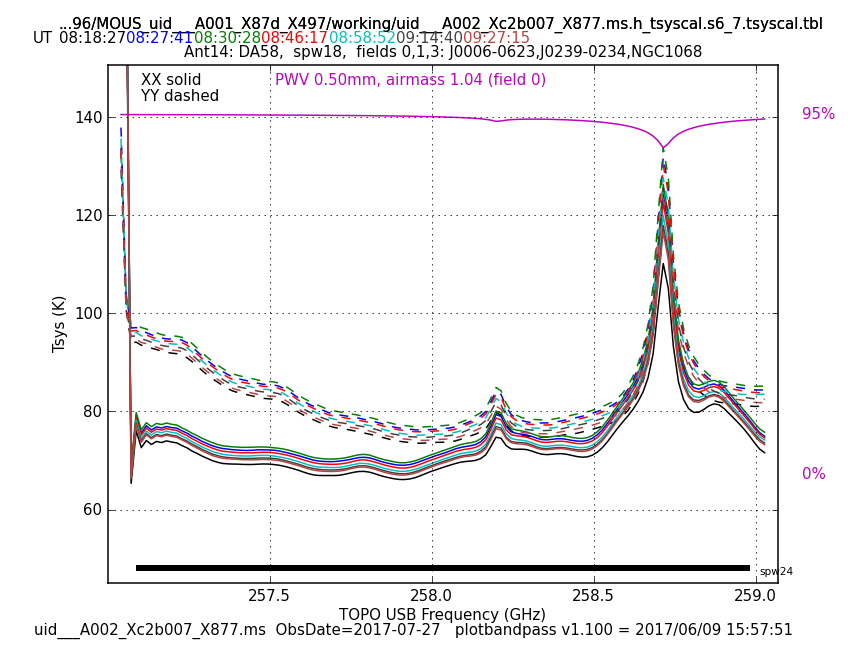 ...96/MOUS_uid___A001_X87d_X497/working/uid___A002_Xc2b007_X877.ms.h_tsyscal.s6_7.tsyscal.tbl
UT 08:18:27 08:27:41 08:30:28 08:46:17 08:58:52 09:14:40 09:27:15
Ant14: DA58, spw18, fields 0,1,3: J0006-0623,J0239-0234,NGC1068
XX solid
PWV 0.50mm, airmass 1.04 (field 0)
YY dashed
95%
140
120
100
80
60
Tsys (K)
0%
spw24
257.5 258.0 258.5 259.0
TOPO USB Frequency (GHz)
uid___A002_Xc2b007_X877.ms ObsDate=2017-07-27 plotbandpass v1.100 = 2017/06/09 15:57:51